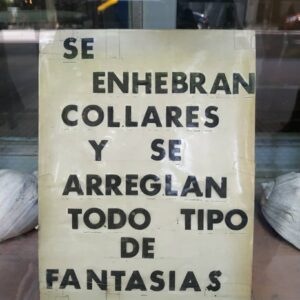 SE
ENHEBRAN
COLLARES
Y SE
ARREGLAN
TODO TIPO
DE
FANTASIAS